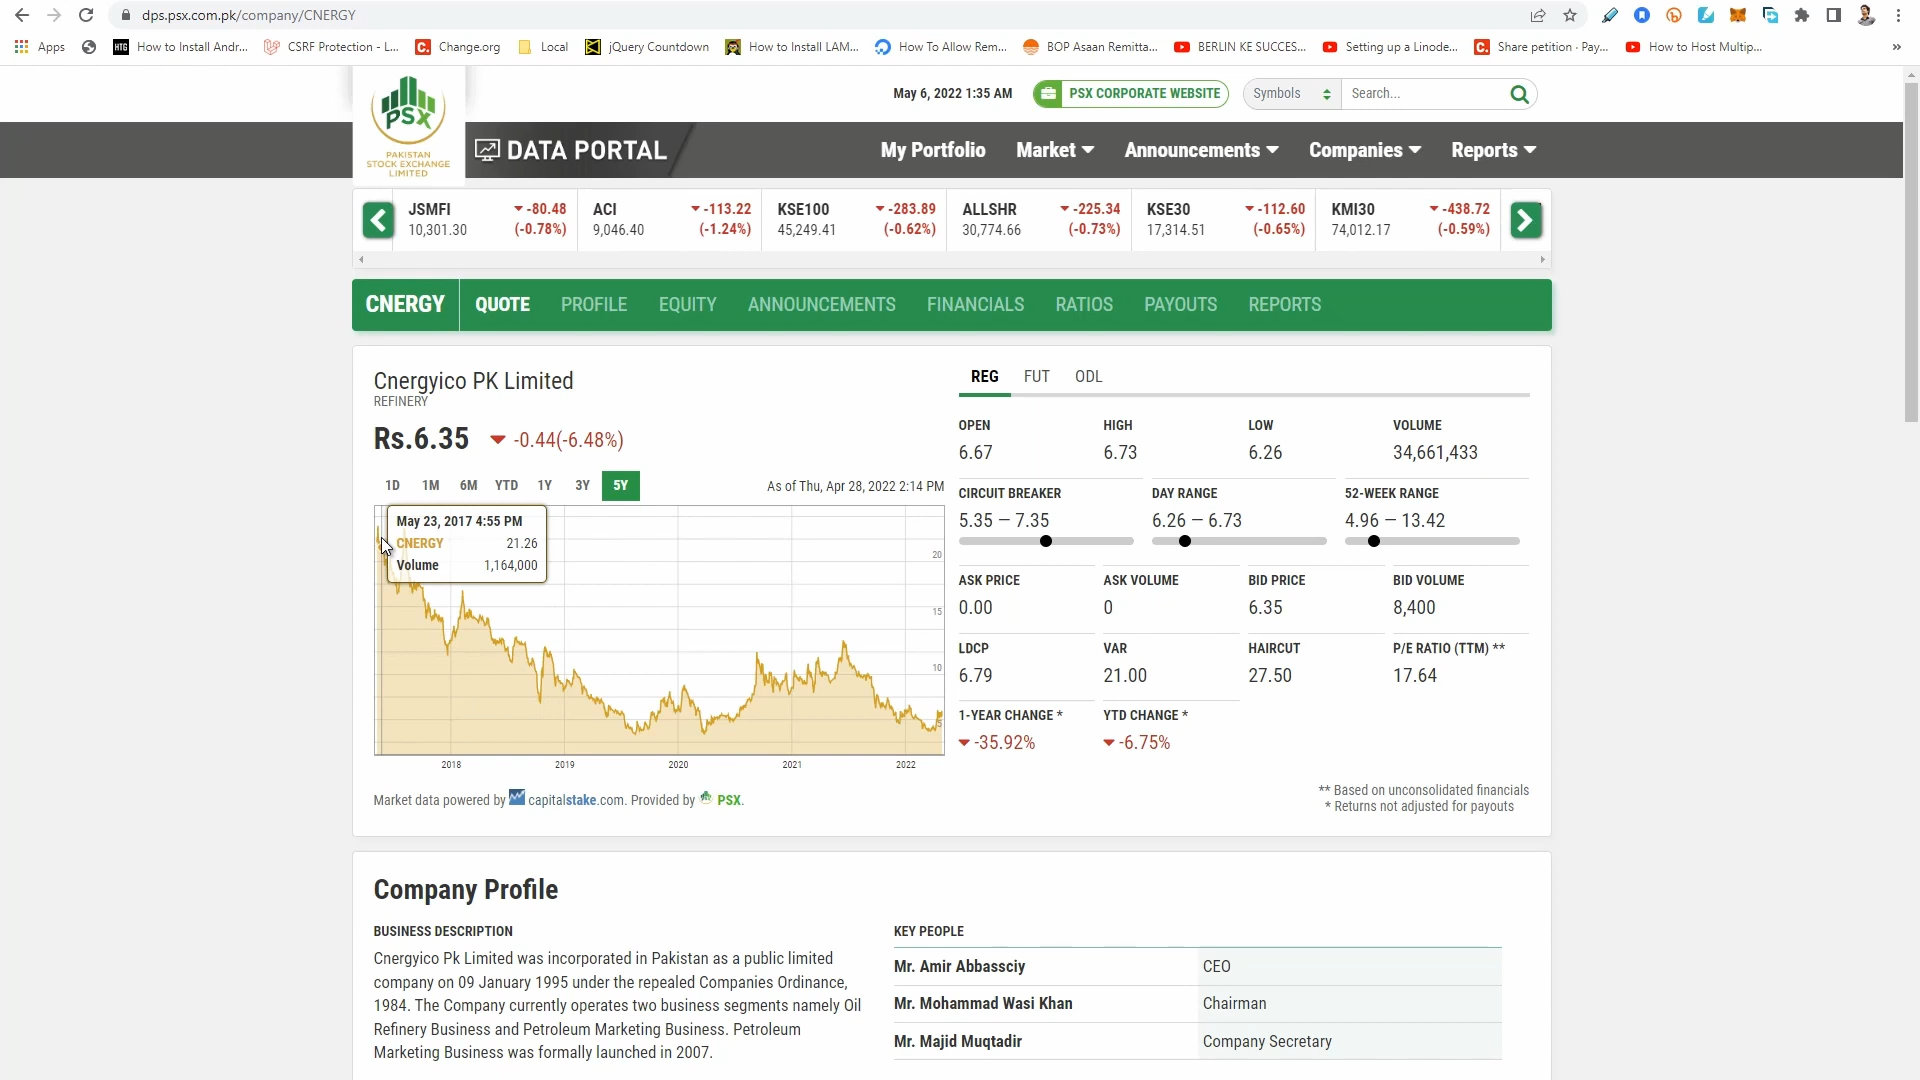 dps.psx.com.pk/company/CNERGY
Apps
HTG How to Install Andr...
CSRF Protection - L...
C. Change.org
Local
jQuery Countdown
How to Install LAM...
How To Allow Rem...
BOP Asaan Remitta...
BERLIN KE SUCCES...
Setting up a Linode...
C. Share petition · Pay...
How to Host Multip...
»
PSX
PAKISTAN
STOCK EXCHANGE
LIMITED
May 6, 2022 1:35 AM
PSX CORPORATE WEBSITE
Symbols
Search...
DATA PORTAL
My Portfolio
Market
Announcements
Companies
Reports
JSMFI -80.48
10,301.30 (-0.78%)
ACI -113.22
9,046.40 (-1.24%)
KSE100 -283.89
45,249.41 (-0.62%)
ALLSHR -225.34
30,774.66 (-0.73%)
KSE30 -112.60
17,314.51 (-0.65%)
KMI30 -438.72
74,012.17 (-0.59%)
CNERGY QUOTE PROFILE EQUITY ANNOUNCEMENTS FINANCIALS RATIOS PAYOUTS REPORTS
Cnergyico PK Limited
REFINERY
Rs.6.35 -0.44(-6.48%)
1D 1M 6M YTD 1Y 3Y 5Y
As of Thu, Apr 28, 2022 2:14 PM
May 23, 2017 4:55 PM
CNERGY 21.26
Volume 1,164,000
20
15
10
5
2018 2019 2020 2021 2022
Market data powered by capitalstake.com. Provided by PSX.
REG FUT ODL
OPEN HIGH LOW VOLUME
6.67 6.73 6.26 34,661,433
CIRCUIT BREAKER DAY RANGE 52-WEEK RANGE
5.35 — 7.35 6.26 — 6.73 4.96 — 13.42
ASK PRICE ASK VOLUME BID PRICE BID VOLUME
0.00 0 6.35 8,400
LDCP VAR HAIRCUT P/E RATIO (TTM) **
6.79 21.00 27.50 17.64
1-YEAR CHANGE * YTD CHANGE *
-35.92% -6.75%
** Based on unconsolidated financials
* Returns not adjusted for payouts
Company Profile
BUSINESS DESCRIPTION
Cnergyico Pk Limited was incorporated in Pakistan as a public limited
company on 09 January 1995 under the repealed Companies Ordinance,
1984. The Company currently operates two business segments namely Oil
Refinery Business and Petroleum Marketing Business. Petroleum
Marketing Business was formally launched in 2007.
KEY PEOPLE
Mr. Amir Abbassciy CEO
Mr. Mohammad Wasi Khan Chairman
Mr. Majid Muqtadir Company Secretary